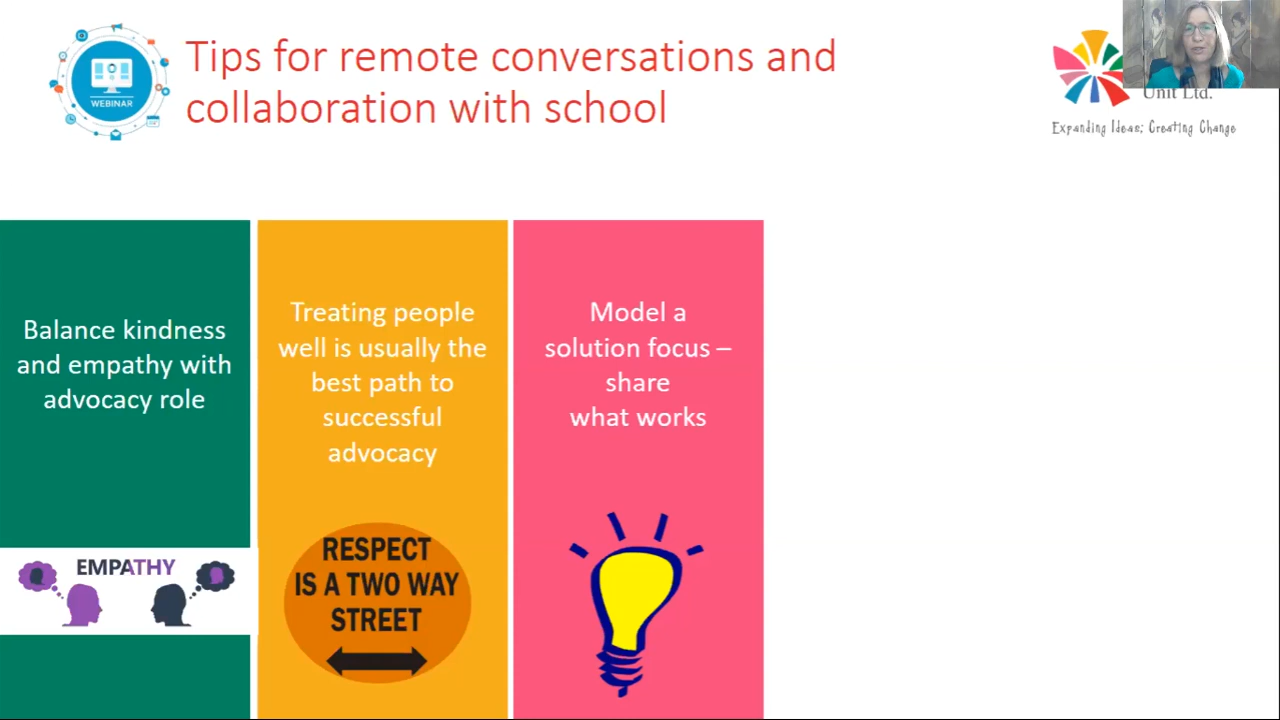 WEBINAR
Tips for remote conversations and
collaboration with school
Unit Ltd.
Expanding Ideas; Creating Change
Balance kindness
and empathy with
advocacy role
EMPATHY
Treating people
well is usually the
best path to
successful
advocacy
RESPECT
IS A TWO WAY
STREET
Model a
solution focus –
share
what works